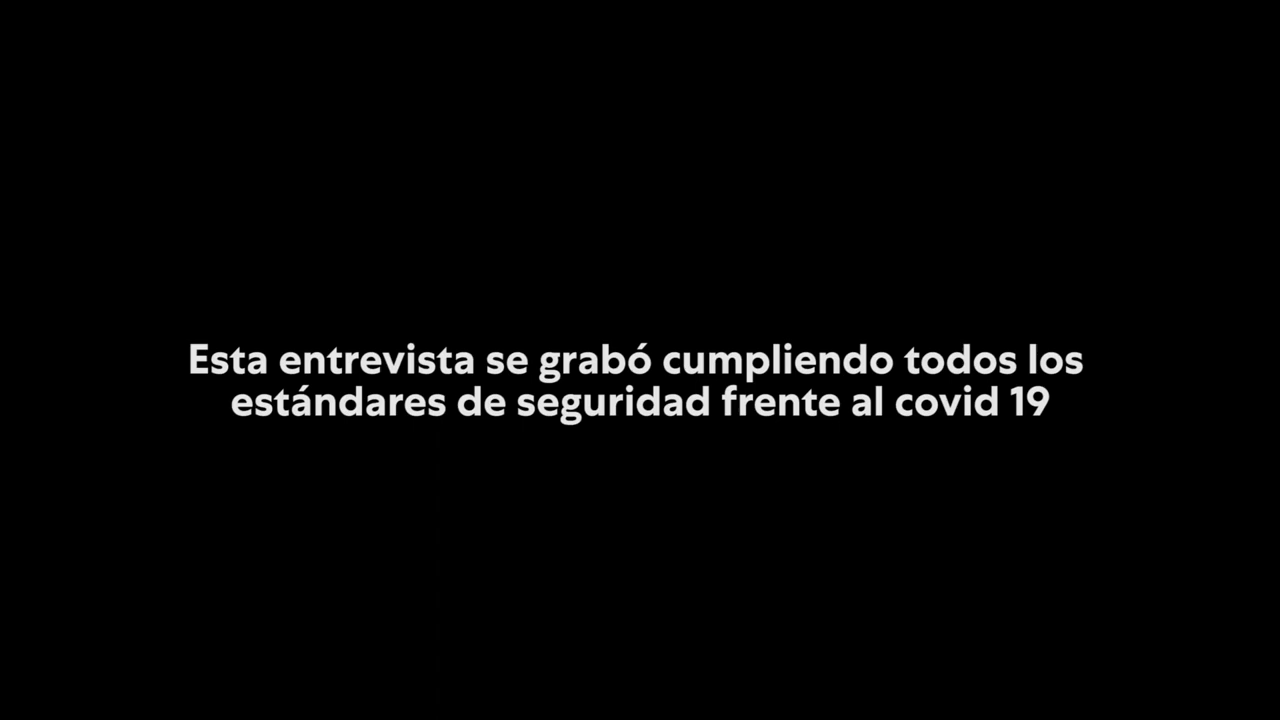 Esta entrevista se grabó cumpliendo todos los
estándares de seguridad frente al covid 19